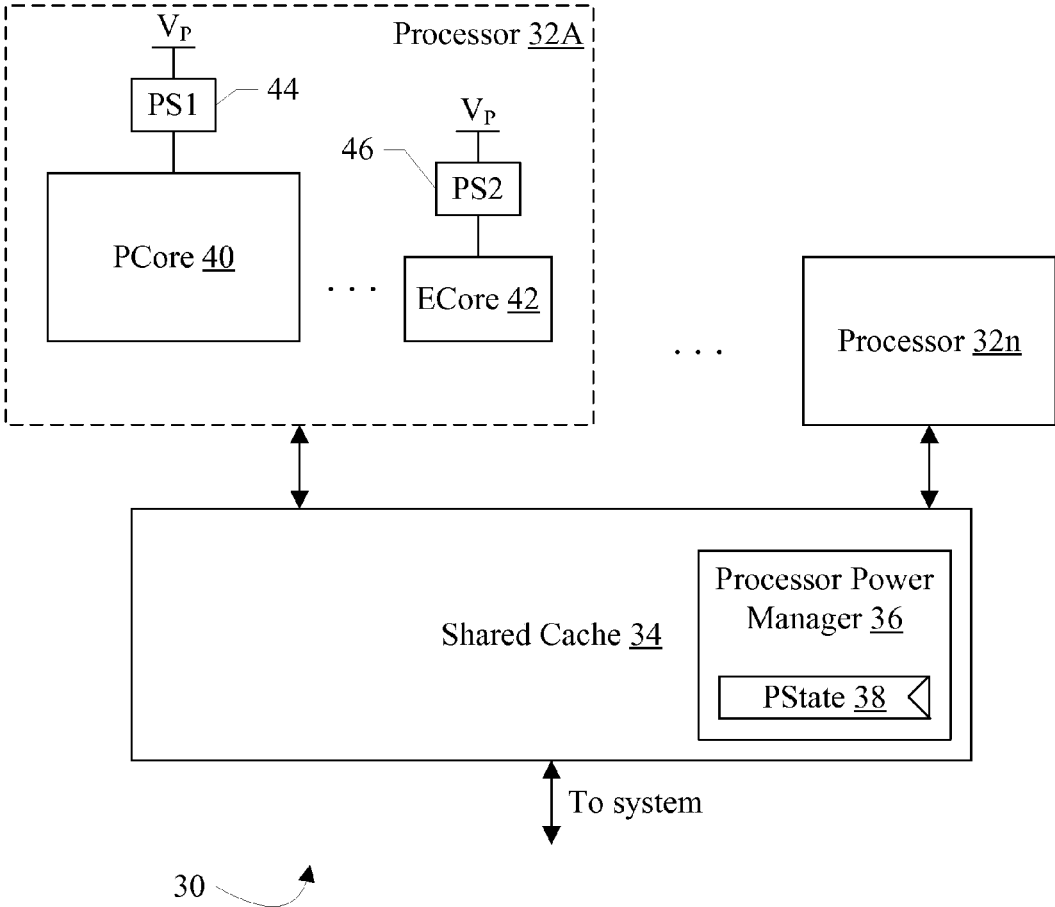 Processor 32A
V_P
PS1
44
V_P
46
PS2
PCore 40
. . .
ECore 42
. . .
Processor 32n
Shared Cache 34
Processor Power
Manager 36
PState 38
To system
30